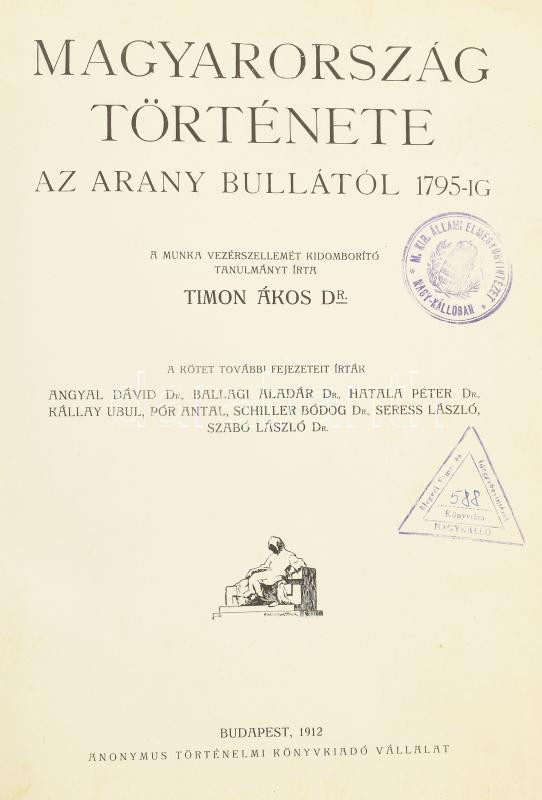 MAGYARORSZÁG
TÖRTÉNETE
AZ ARANY BULLÁTÓL 1795-IG
A MUNKA VEZÉRSZELLEMÉT KIDOMBORÍTÓ
TANULMÁNYT ÍRTA
TIMON ÁKOS DR.
M. KIR. ÁLLAMI ELMEGYÓGYINTÉZET
NAGY-KÁLLÓBAN
A KÖTET TOVÁBBI FEJEZETEIT ÍRTÁK
ANGYAL DÁVID DR., BALLAGI ALADÁR DR., HATALA PÉTER DR.,
KÁLLAY UBUL, PÓR ANTAL, SCHILLER BÓDOG DR., SERESS LÁSZLÓ,
SZABÓ LÁSZLÓ DR.
588
Könyvtára
NAGYKÁLLÓ
BUDAPEST, 1912
ANONYMUS TÖRTÉNELMI KÖNYVKIADÓ VÁLLALAT